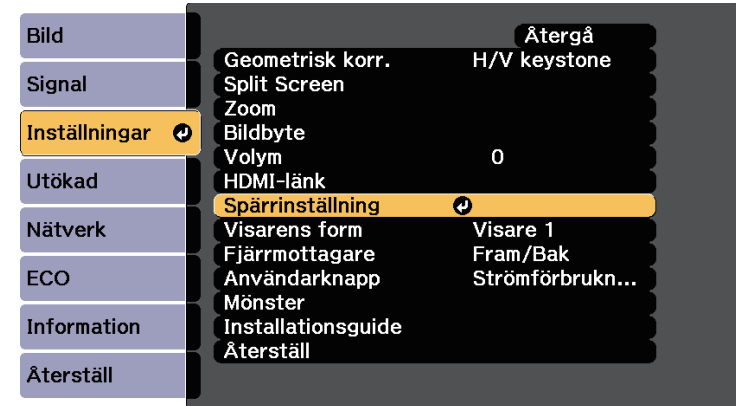 Bild
Signal
Inställningar
Utökad
Nätverk
ECO
Information
Återställ
Återgå
Geometrisk korr. H/V keystone
Split Screen
Zoom
Bildbyte
Volym 0
HDMI-länk
Spärrinställning
Visarens form Visare 1
Fjärrmottagare Fram/Bak
Användarknapp Strömförbrukn...
Mönster
Installationsguide
Återställ